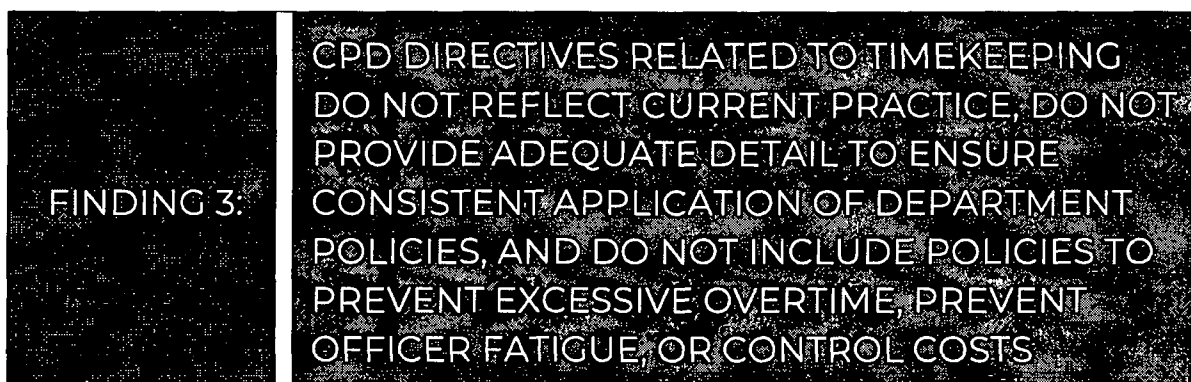 FINDING 3:
CPD DIRECTIVES RELATED TO TIMEKEEPING
DO NOT REFLECT CURRENT PRACTICE, DO NOT
PROVIDE ADEQUATE DETAIL TO ENSURE
CONSISTENT APPLICATION OF DEPARTMENT
POLICIES, AND DO NOT INCLUDE POLICIES TO
PREVENT EXCESSIVE OVERTIME, PREVENT
OFFICER FATIGUE, OR CONTROL COSTS